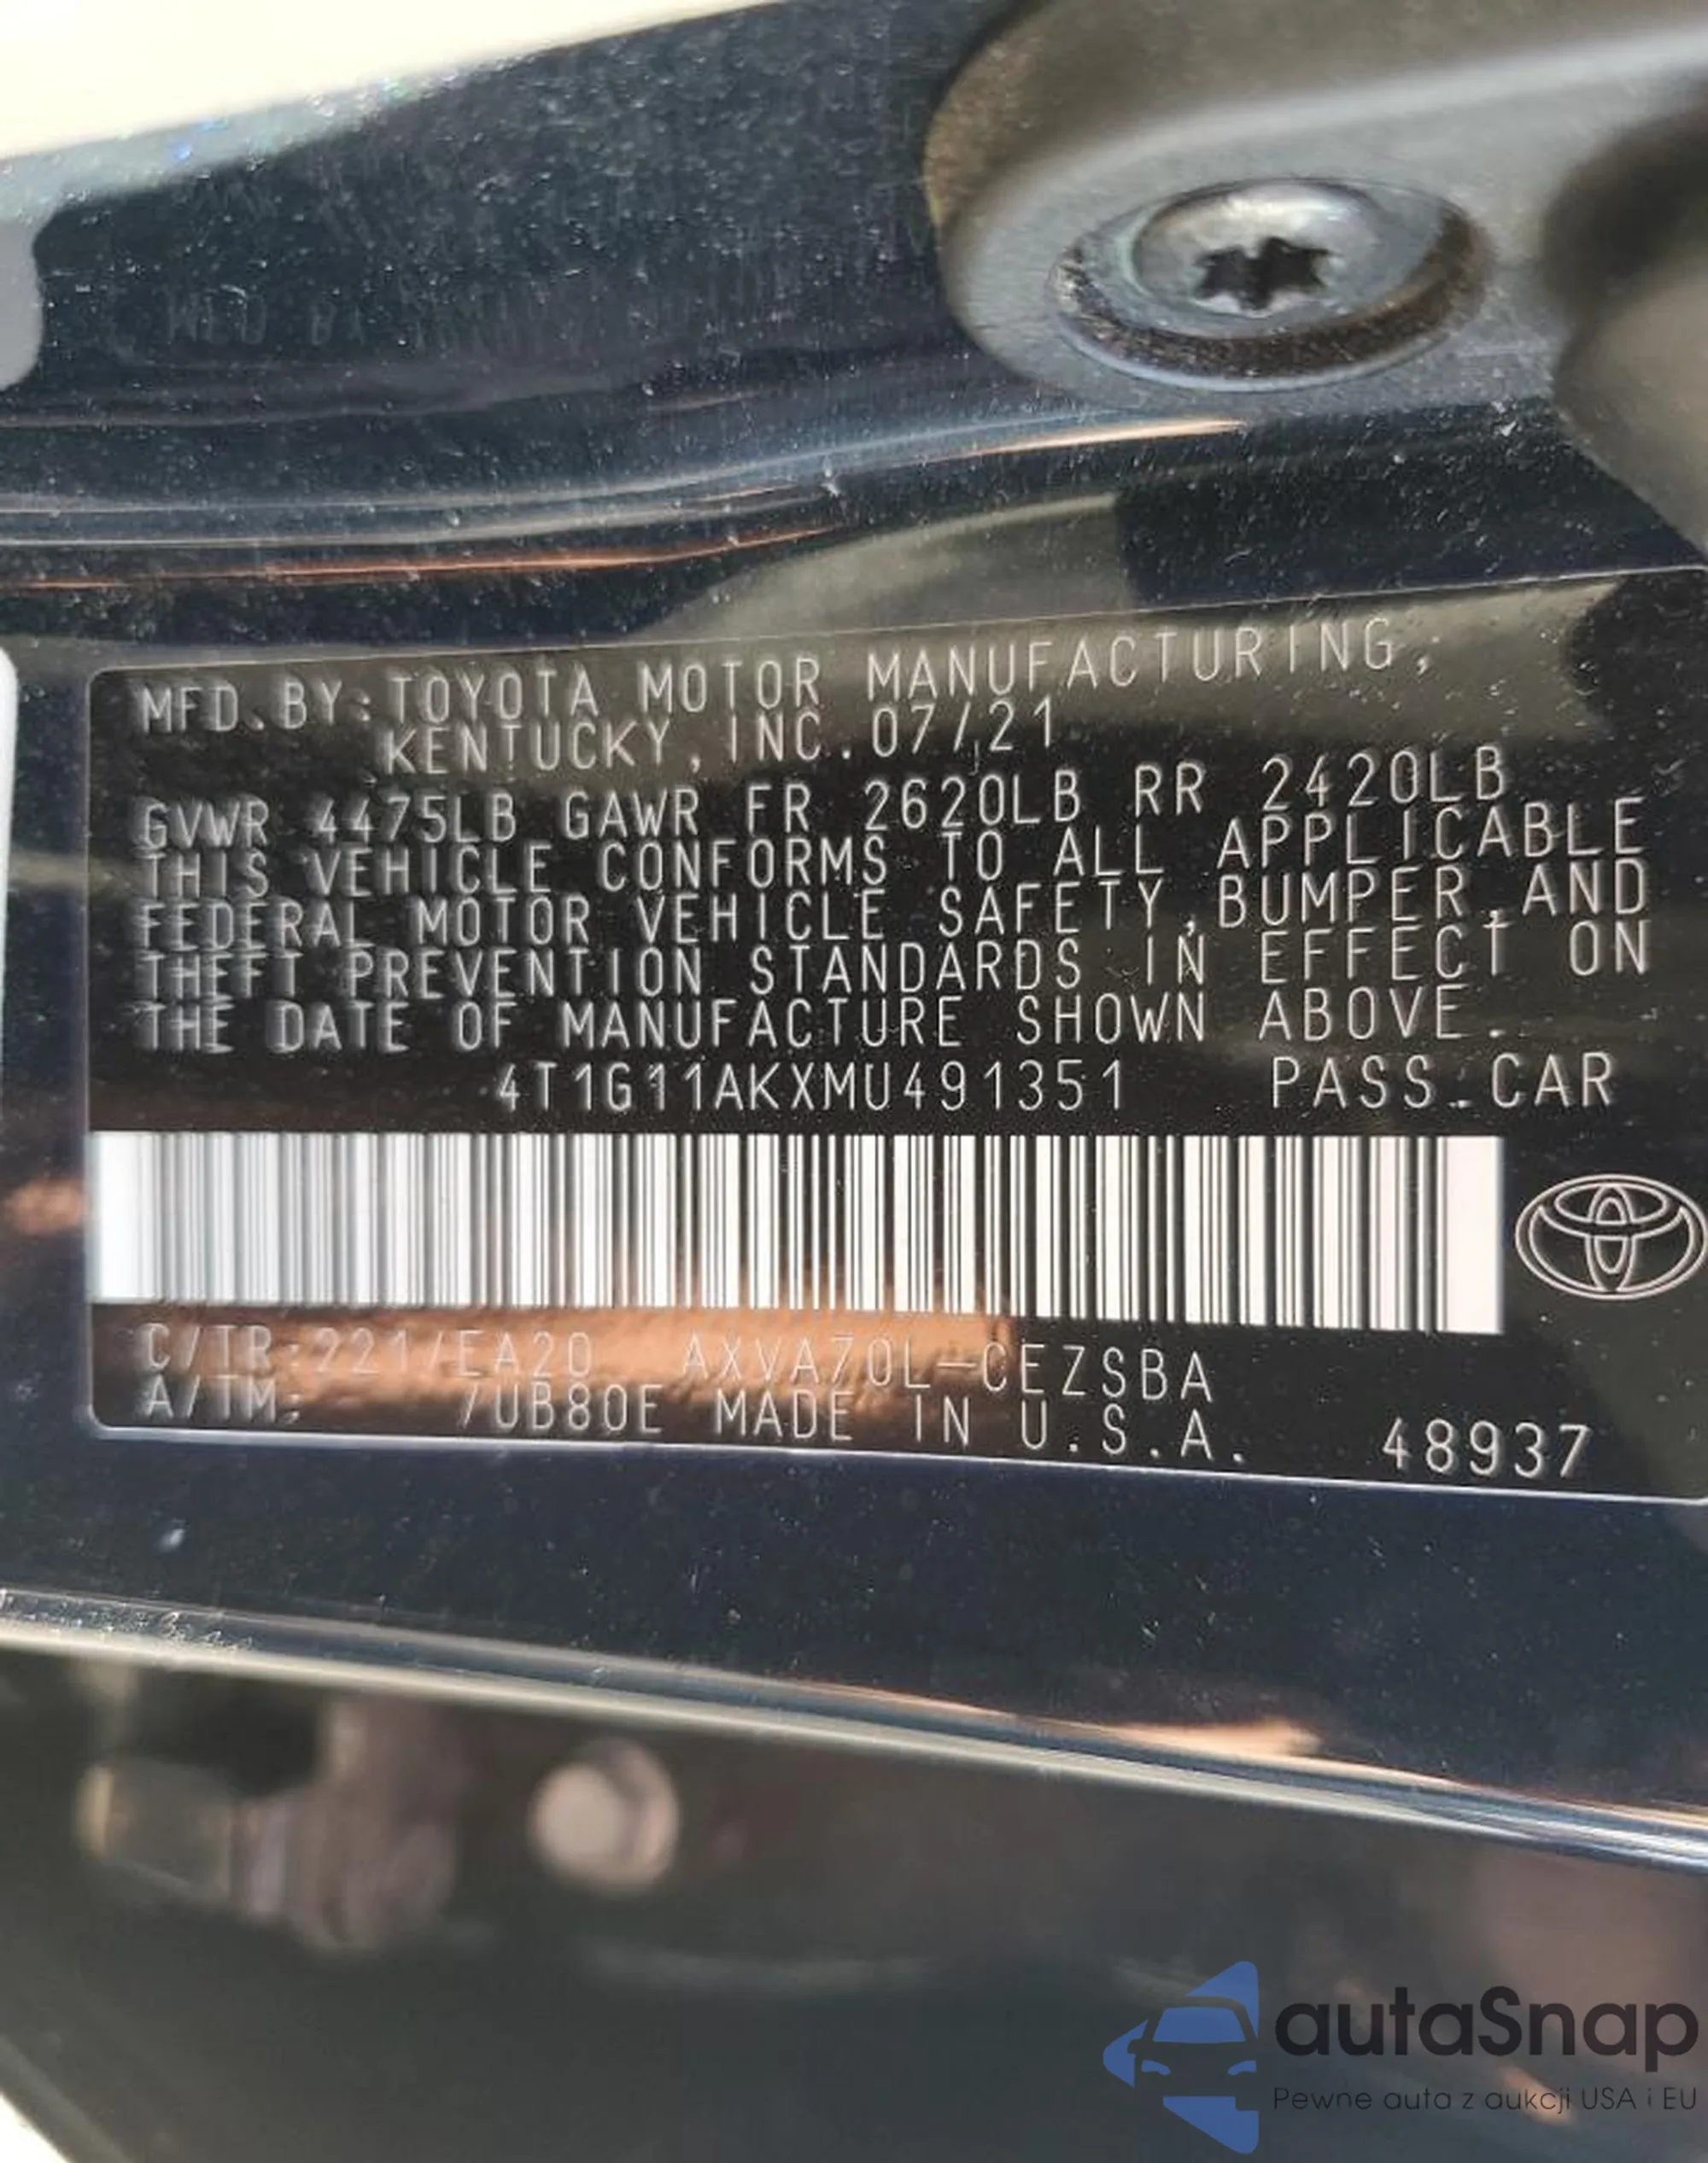 MFD. BY: TOYOTA MOTOR MANUFACTURING,
KENTUCKY, INC. 07/21
GVWR 4475LB GAWR FR 2620LB RR 2420LB
THIS VEHICLE CONFORMS TO ALL APPLICABLE
FEDERAL MOTOR VEHICLE SAFETY, BUMPER, AND
THEFT PREVENTION STANDARDS IN EFFECT ON
THE DATE OF MANUFACTURE SHOWN ABOVE.
4T1G11AKXMU491351 PASS. CAR
C/TR: 221/EA20 AXVA70L-CEZSBA
A/TM: /UB80E MADE IN U.S.A. 48937
autaSnap
Pewne auta z aukcji USA i EU